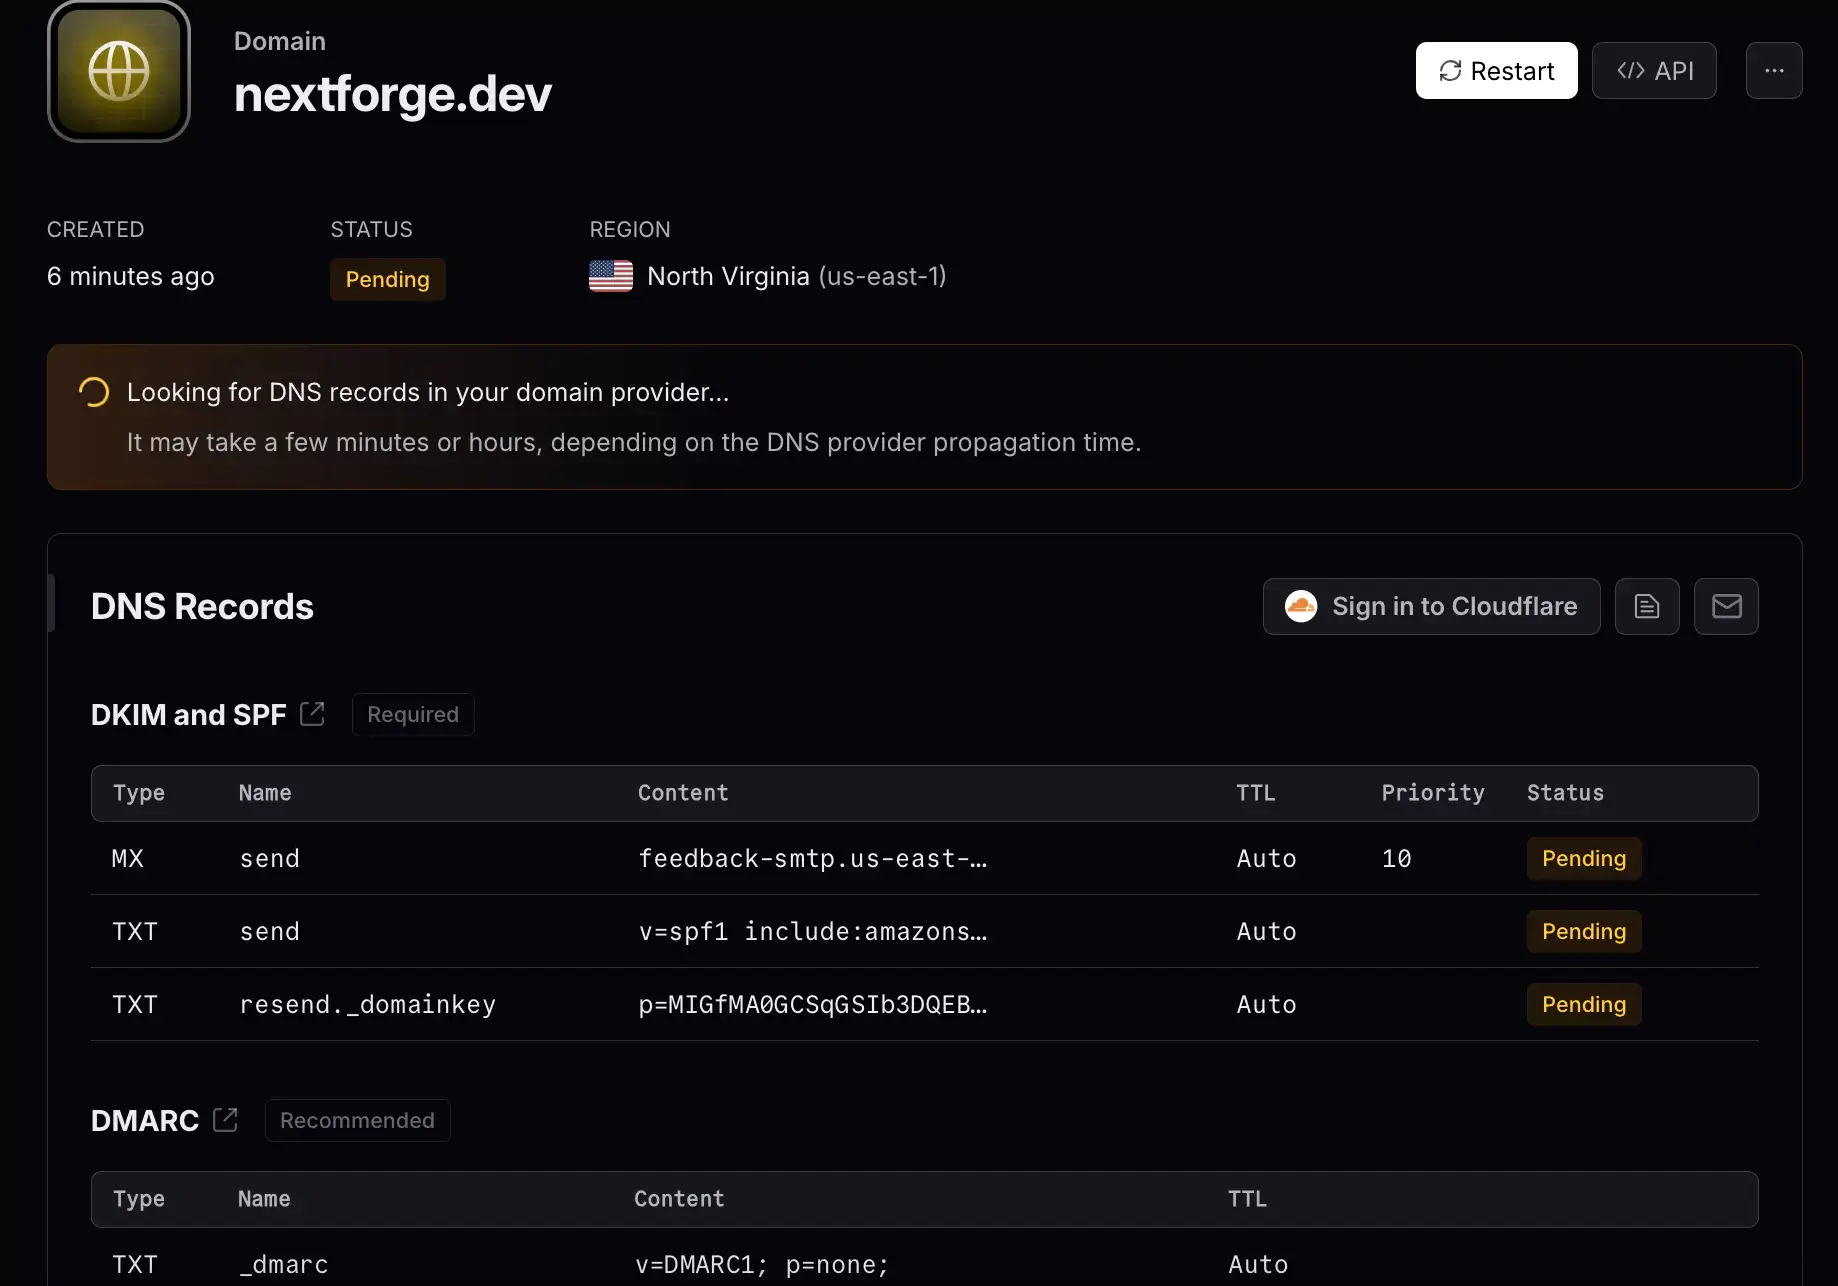 Domain
nextforge.dev
Restart
</> API
CREATED STATUS REGION
6 minutes ago Pending North Virginia (us-east-1)
Looking for DNS records in your domain provider...
It may take a few minutes or hours, depending on the DNS provider propagation time.
DNS Records
Sign in to Cloudflare
DKIM and SPF Required
Type Name Content TTL Priority Status
MX send feedback-smtp.us-east-… Auto 10 Pending
TXT send v=spf1 include:amazons… Auto Pending
TXT resend._domainkey p=MIGfMA0GCSqGSIb3DQEB… Auto Pending
DMARC Recommended
Type Name Content TTL
TXT _dmarc v=DMARC1; p=none; Auto